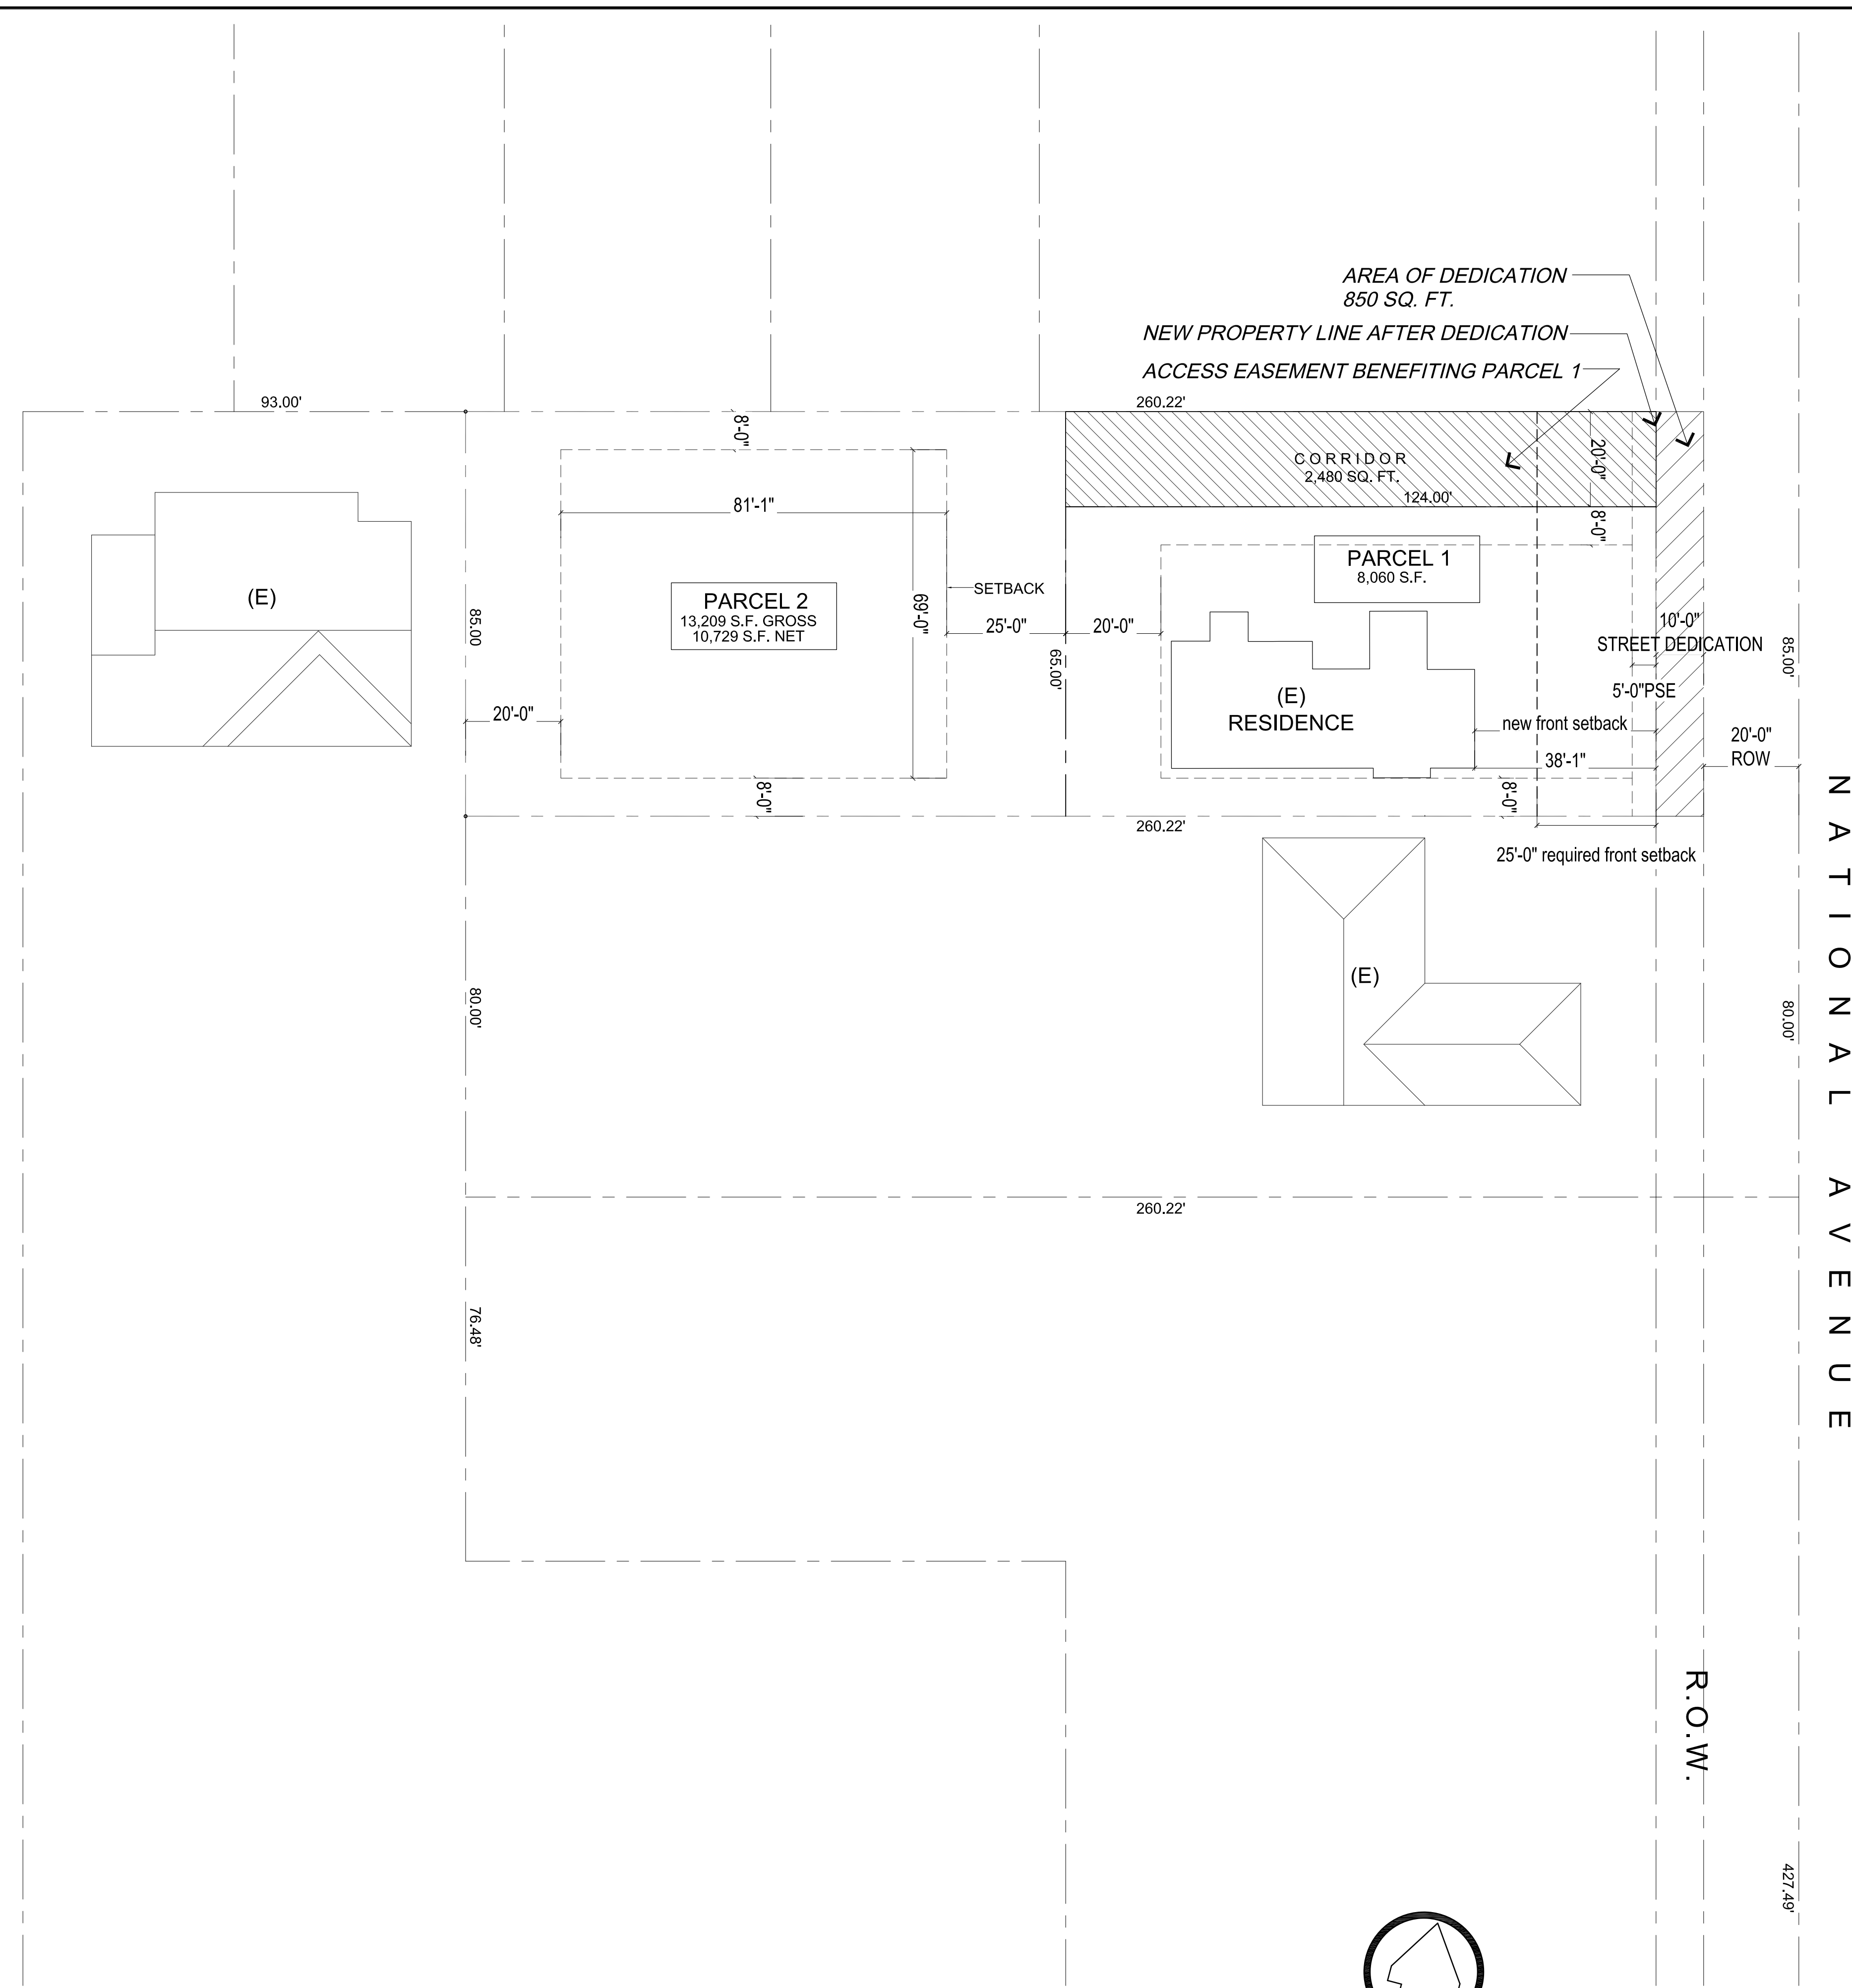 AREA OF DEDICATION
850 SQ. FT.
NEW PROPERTY LINE AFTER DEDICATION
ACCESS EASEMENT BENEFITING PARCEL 1
93.00'
260.22'
8'-0"
20'-0"
CORRIDOR
2,480 SQ. FT.
124.00'
81'-1"
8'-0"
PARCEL 1
8,060 S.F.
(E)
PARCEL 2
13,209 S.F. GROSS
10,729 S.F. NET
SETBACK
69'-0"
85.00
25'-0"
20'-0"
65.00'
10'-0"
STREET DEDICATION
85.00'
5'-0"PSE
(E)
RESIDENCE
20'-0"
new front setback
38'-1"
20'-0"
ROW
8'-0"
8'-0"
260.22'
25'-0" required front setback
NATIONAL AVENUE
(E)
80.00'
80.00'
260.22'
76.48'
R.O.W.
427.49'